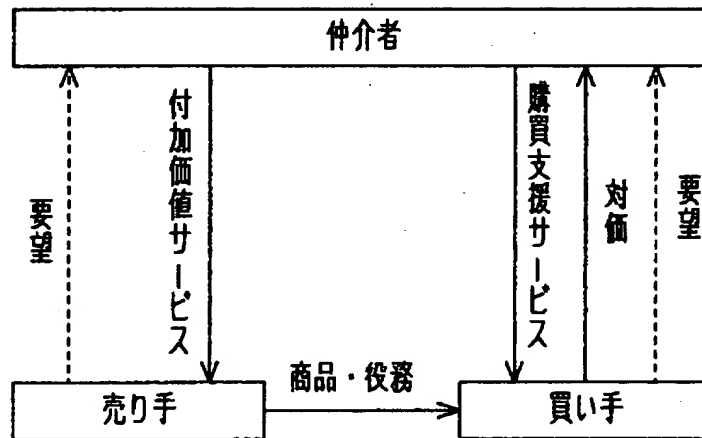 仲介者
要望
付加価値サービス
購買支援サービス
対価
要望
商品・役務
売り手
買い手